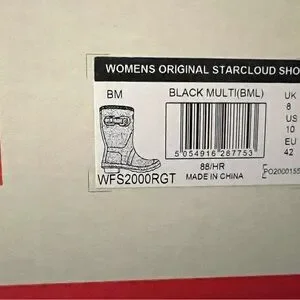 WOMENS ORIGINAL STARCLOUD SHO
BM
BLACK MULTI(BML)
UK
8
US
10
EU
42
5 054916 287753
88/HR
WFS2000RGT
MADE IN CHINA
PO2000155